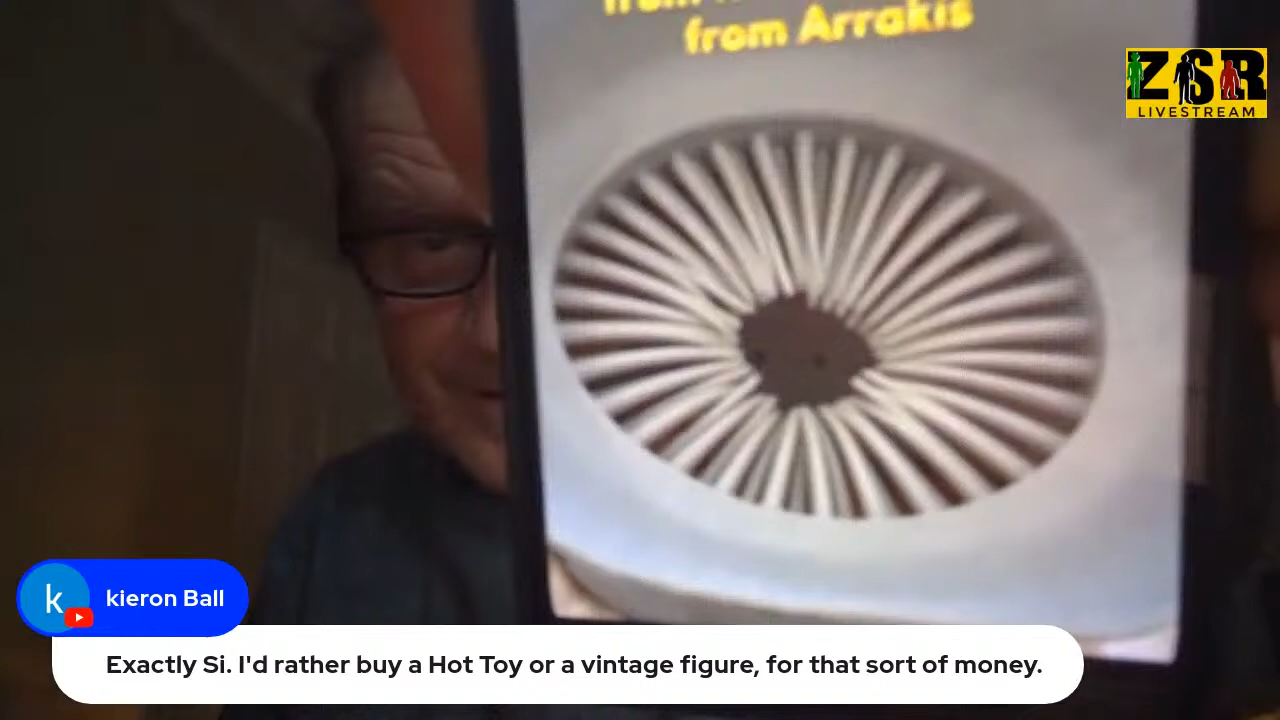 from Arrakis
ZSR
LIVESTREAM
k
kieron Ball
Exactly Si. I'd rather buy a Hot Toy or a vintage figure, for that sort of money.